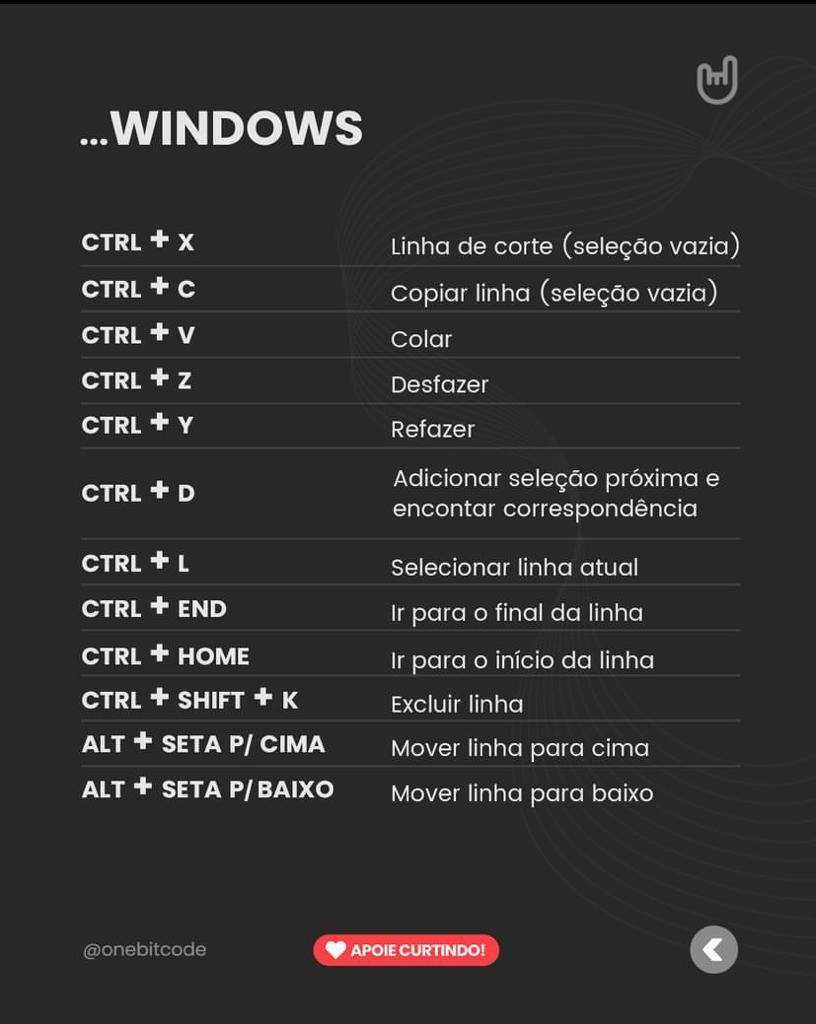 ...WINDOWS
CTRL + X Linha de corte (seleção vazia)
CTRL + C Copiar linha (seleção vazia)
CTRL + V Colar
CTRL + Z Desfazer
CTRL + Y Refazer
CTRL + D Adicionar seleção próxima e
encontar correspondência
CTRL + L Selecionar linha atual
CTRL + END Ir para o final da linha
CTRL + HOME Ir para o início da linha
CTRL + SHIFT + K Excluir linha
ALT + SETA P/ CIMA Mover linha para cima
ALT + SETA P/ BAIXO Mover linha para baixo
@onebitcode APOIE CURTINDO!